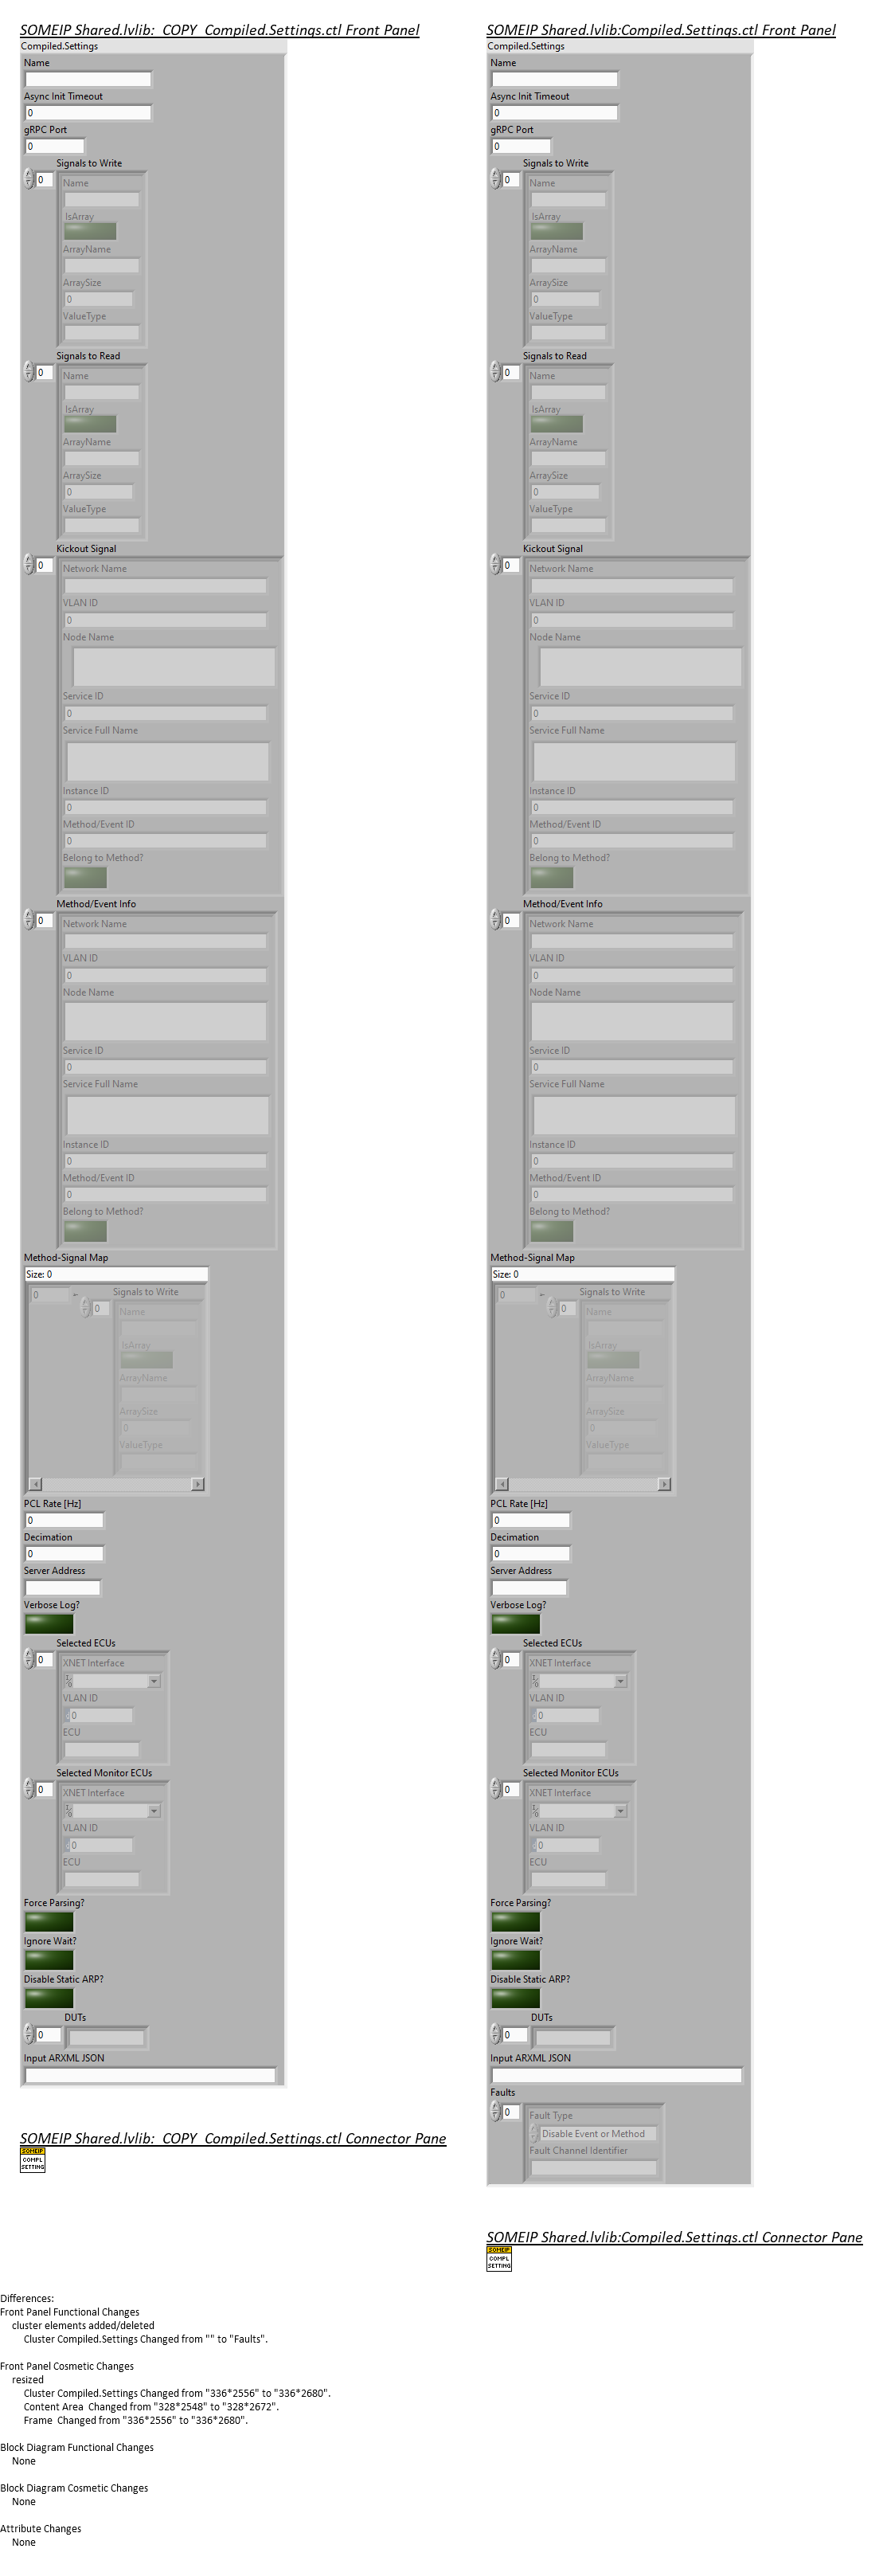 SOMEIP Shared.lvlib:_COPY_Compiled.Settings.ctl Front Panel
Compiled.Settings
Name
Async Init Timeout
0
gRPC Port
0
Signals to Write
0
Name
IsArray
ArrayName
ArraySize
0
ValueType
Signals to Read
0
Name
IsArray
ArrayName
ArraySize
0
ValueType
Kickout Signal
0
Network Name
VLAN ID
0
Node Name
Service ID
0
Service Full Name
Instance ID
0
Method/Event ID
0
Belong to Method?
Method/Event Info
0
Network Name
VLAN ID
0
Node Name
Service ID
0
Service Full Name
Instance ID
0
Method/Event ID
0
Belong to Method?
Method-Signal Map
Size: 0
0
Signals to Write
0
Name
IsArray
ArrayName
ArraySize
0
ValueType
PCL Rate [Hz]
0
Decimation
0
Server Address
Verbose Log?
Selected ECUs
0
XNET Interface
VLAN ID
0
ECU
Selected Monitor ECUs
0
XNET Interface
VLAN ID
0
ECU
Force Parsing?
Ignore Wait?
Disable Static ARP?
DUTs
0
Input ARXML JSON
SOMEIP Shared.lvlib:_COPY_Compiled.Settings.ctl Connector Pane
SOMEIP
COMPL
SETTING
SOMEIP Shared.lvlib:Compiled.Settings.ctl Front Panel
Compiled.Settings
Name
Async Init Timeout
0
gRPC Port
0
Signals to Write
0
Name
IsArray
ArrayName
ArraySize
0
ValueType
Signals to Read
0
Name
IsArray
ArrayName
ArraySize
0
ValueType
Kickout Signal
0
Network Name
VLAN ID
0
Node Name
Service ID
0
Service Full Name
Instance ID
0
Method/Event ID
0
Belong to Method?
Method/Event Info
0
Network Name
VLAN ID
0
Node Name
Service ID
0
Service Full Name
Instance ID
0
Method/Event ID
0
Belong to Method?
Method-Signal Map
Size: 0
0
Signals to Write
0
Name
IsArray
ArrayName
ArraySize
0
ValueType
PCL Rate [Hz]
0
Decimation
0
Server Address
Verbose Log?
Selected ECUs
0
XNET Interface
VLAN ID
0
ECU
Selected Monitor ECUs
0
XNET Interface
VLAN ID
0
ECU
Force Parsing?
Ignore Wait?
Disable Static ARP?
DUTs
0
Input ARXML JSON
Faults
0
Fault Type
Disable Event or Method
Fault Channel Identifier
SOMEIP Shared.lvlib:Compiled.Settings.ctl Connector Pane
SOMEIP
COMPL
SETTING
Differences:
Front Panel Functional Changes
cluster elements added/deleted
Cluster Compiled.Settings Changed from "" to "Faults".
Front Panel Cosmetic Changes
resized
Cluster Compiled.Settings Changed from "336*2556" to "336*2680".
Content Area  Changed from "328*2548" to "328*2672".
Frame  Changed from "336*2556" to "336*2680".
Block Diagram Functional Changes
None
Block Diagram Cosmetic Changes
None
Attribute Changes
None